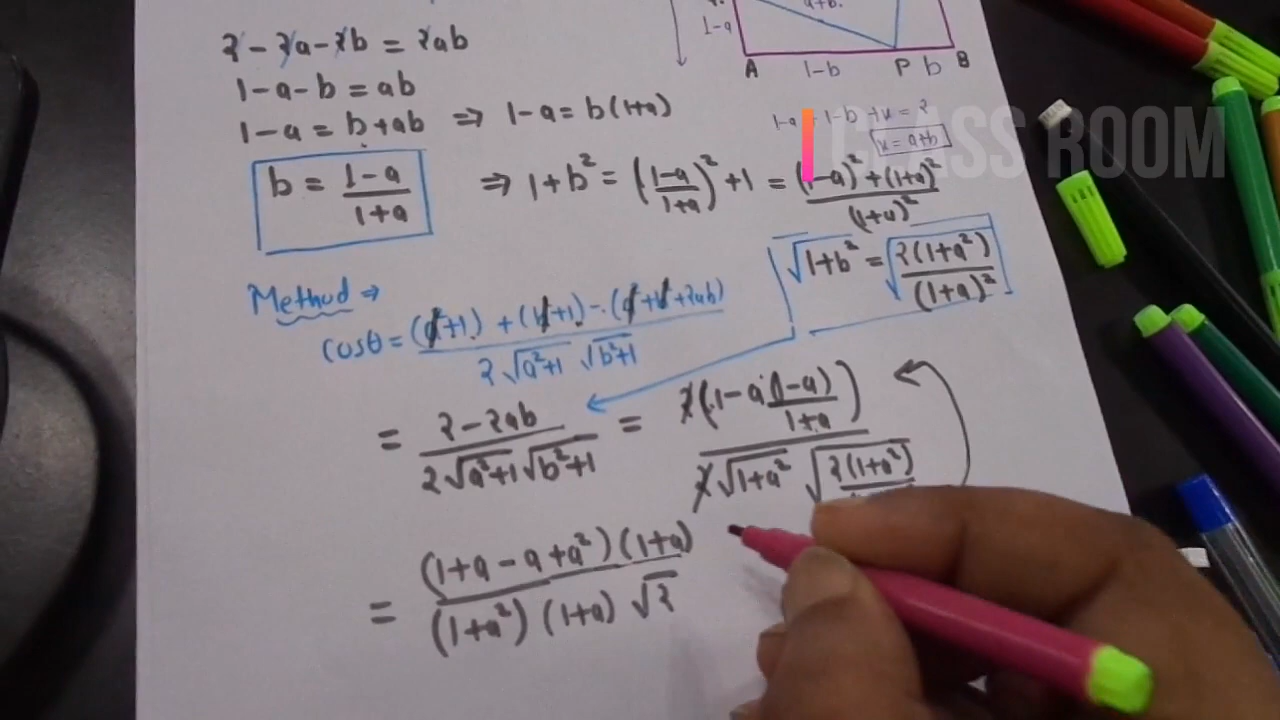 2 - 2a - 2b = 2ab
a+b.
1-a
A 1-b P b B
1-a-b = ab
1-a = b+ab ⇒ 1-a = b(1+a)
1-a + 1-b + x = 2
x = a+b
CLASS ROOM
b = (1-a)/(1+a) ⇒ 1+b² = ((1-a)/(1+a))² + 1 = ((1-a)² + (1+a)²)/(1+a)²
√(1+b²) = √(2(1+a²)/(1+a)²)
Method ⇒
cosθ = ((a²+1) + (b²+1) - (a²+b²+2ab))/(2√(a²+1) √(b²+1))
= (2-2ab)/(2√(a²+1) √(b²+1)) = 2(1-a(1-a)/(1+a))/(2√(1+a²) √(2(1+a²)
= (1+a-a+a²)(1+a)/((1+a²)(1+a)√2)